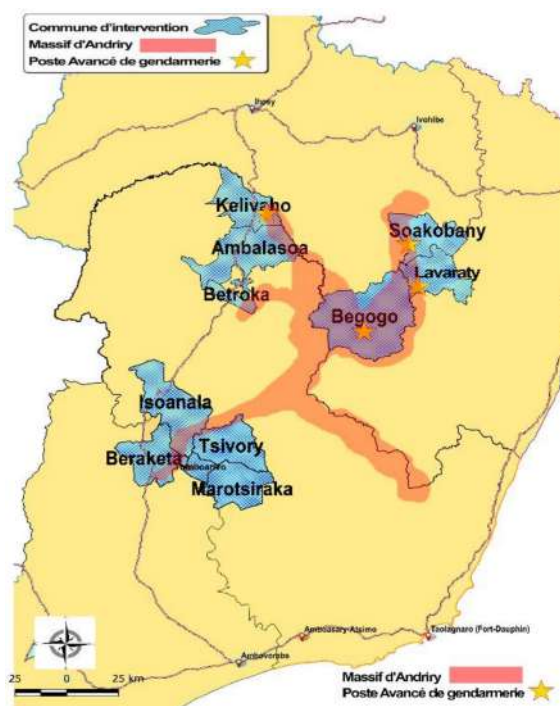 Commune d'intervention
Massif d'Andriry
Poste Avancé de gendarmerie
Ihosy
Ivohibe
Kelivaho
Soakobany
Ambalasoa
Lavaraty
Betroka
Begogo
Isoanala
Tsivory
Beraketa
Marotsiraka
Amboasary-Atsimo
Taolagnaro (Fort-Dauphin)
Ambovombe
25 0 25 km
Massif d'Andriry
Poste Avancé de gendarmerie